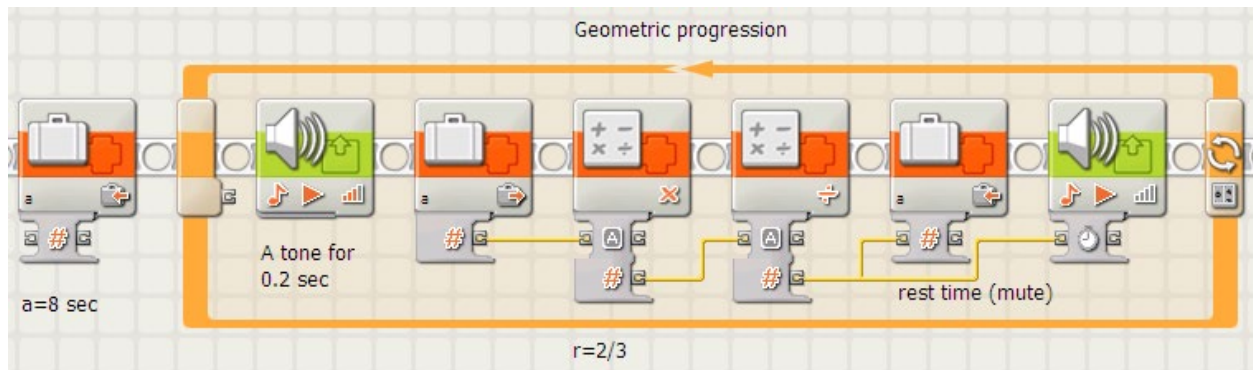 Geometric progression
a
a
a
A
A
#
#
#
#
#
A tone for
0.2 sec
a=8 sec
rest time (mute)
r=2/3